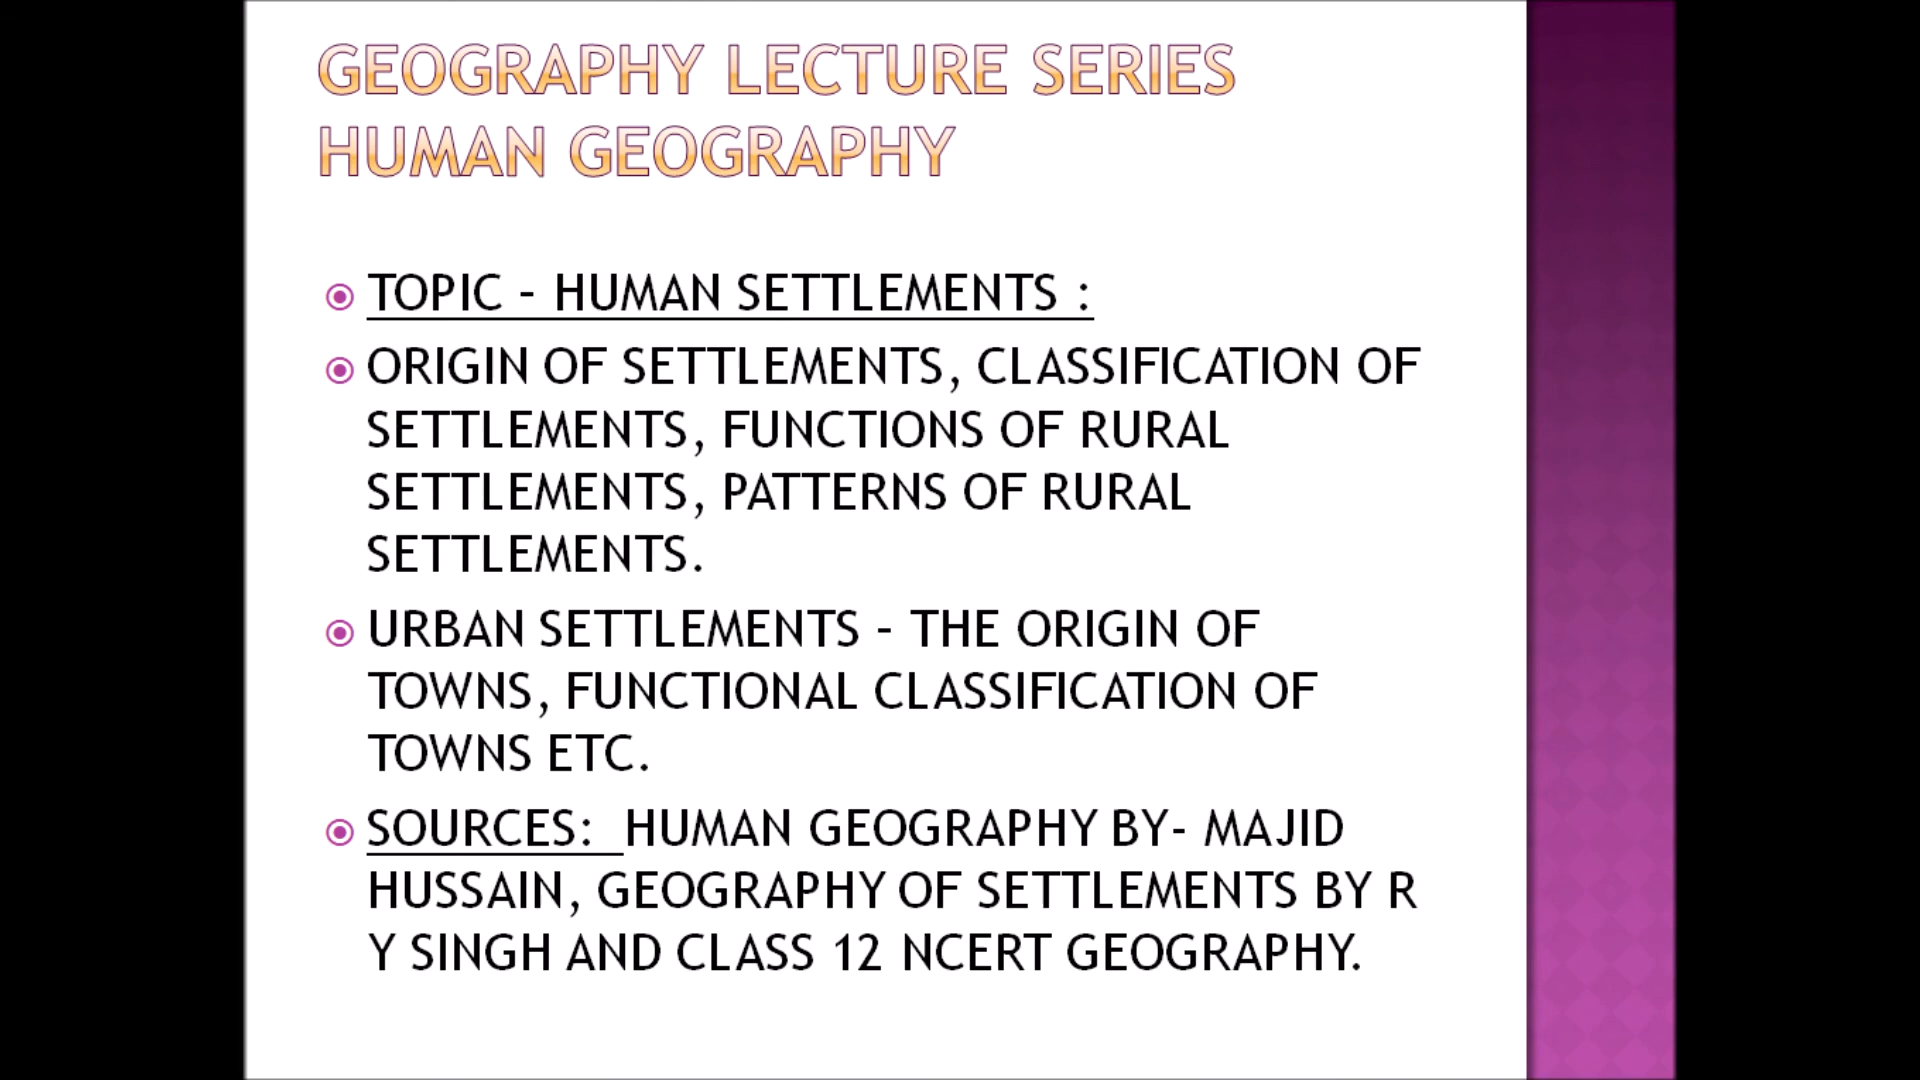 GEOGRAPHY LECTURE SERIES
HUMAN GEOGRAPHY
TOPIC - HUMAN SETTLEMENTS :
ORIGIN OF SETTLEMENTS, CLASSIFICATION OF
SETTLEMENTS, FUNCTIONS OF RURAL
SETTLEMENTS, PATTERNS OF RURAL
SETTLEMENTS.
URBAN SETTLEMENTS - THE ORIGIN OF
TOWNS, FUNCTIONAL CLASSIFICATION OF
TOWNS ETC.
SOURCES: HUMAN GEOGRAPHY BY- MAJID
HUSSAIN, GEOGRAPHY OF SETTLEMENTS BY R
Y SINGH AND CLASS 12 NCERT GEOGRAPHY.